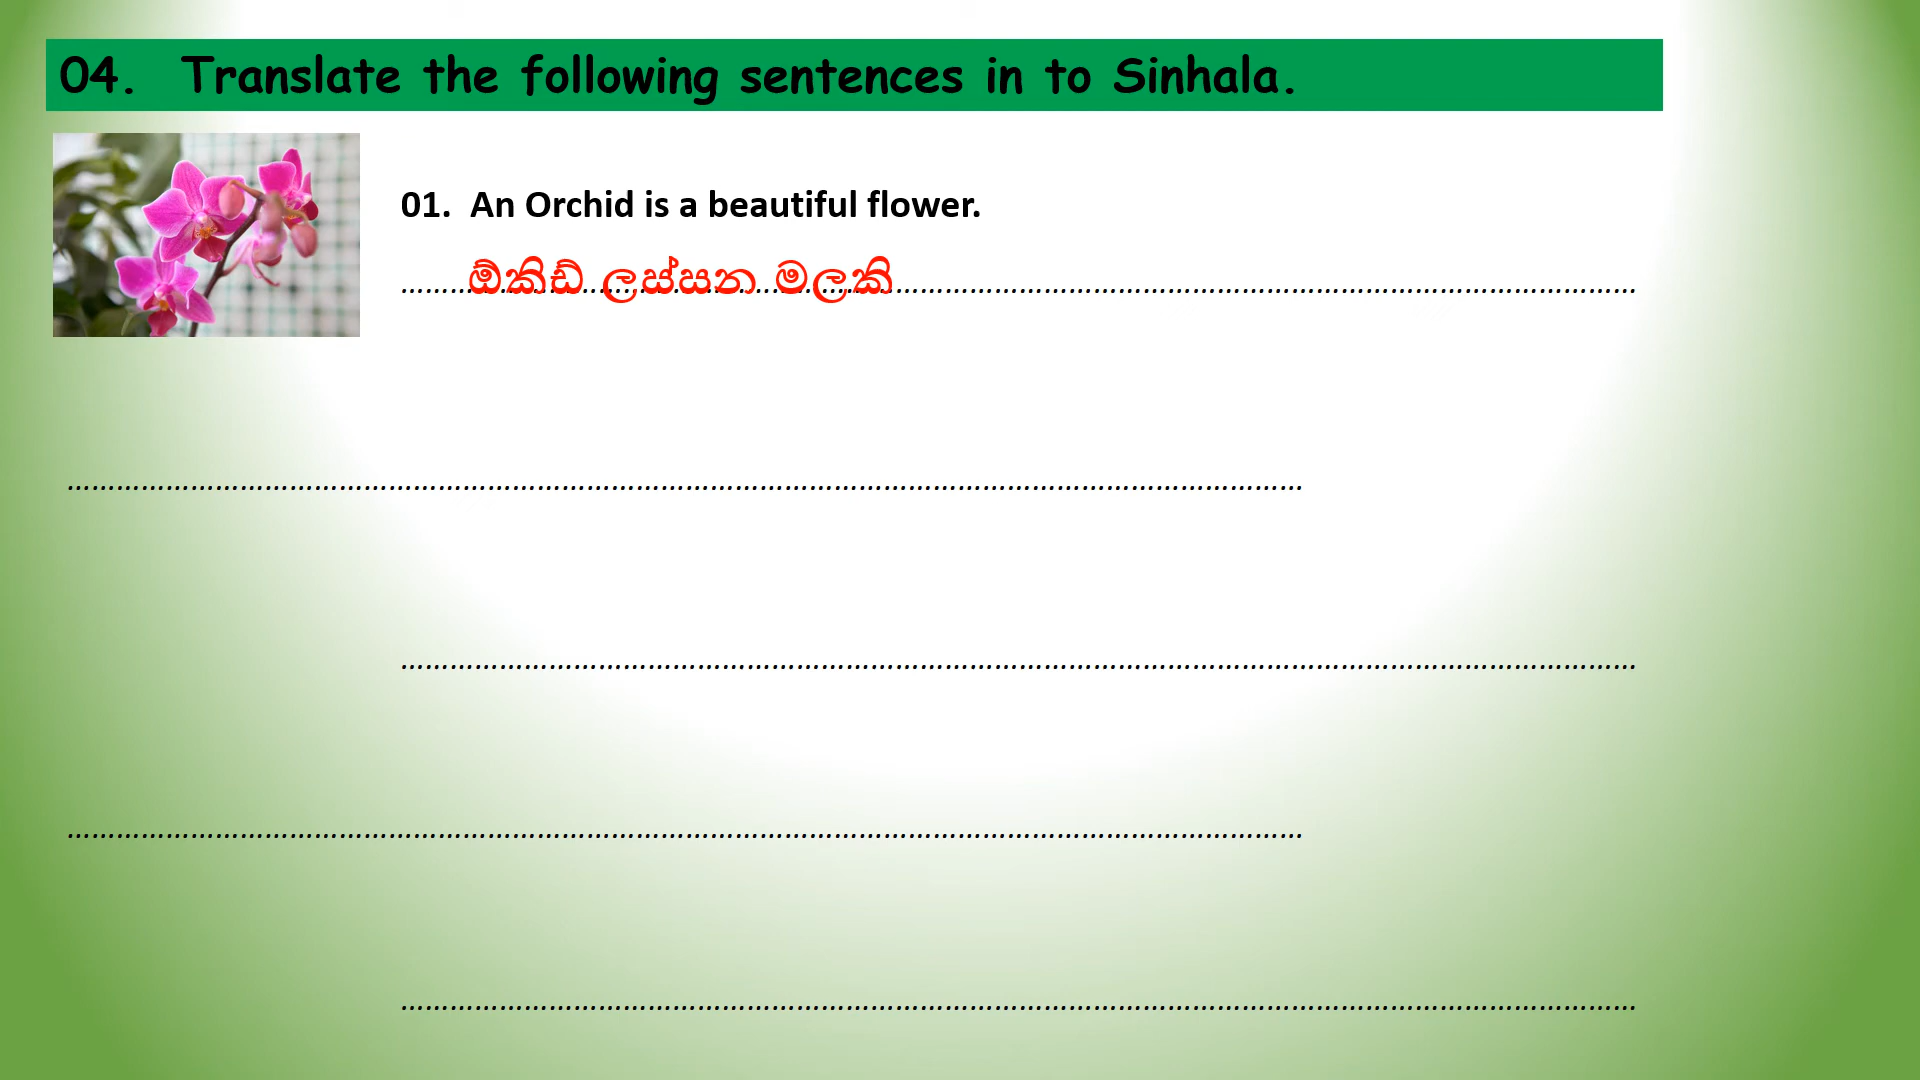 04. Translate the following sentences in to Sinhala.
01. An Orchid is a beautiful flower.
ඕකිඩ් ලස්සන මලකි